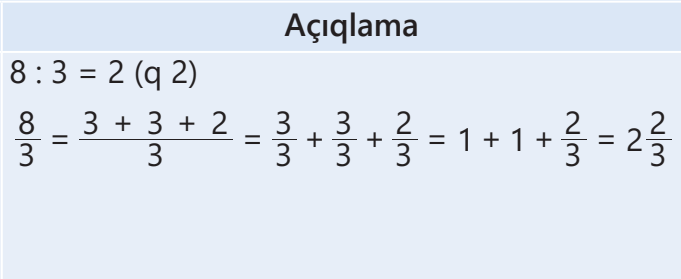 Açıqlama
8 : 3 = 2 (q 2)
8/3 = (3 + 3 + 2)/3 = 3/3 + 3/3 + 2/3 = 1 + 1 + 2/3 = 2 2/3